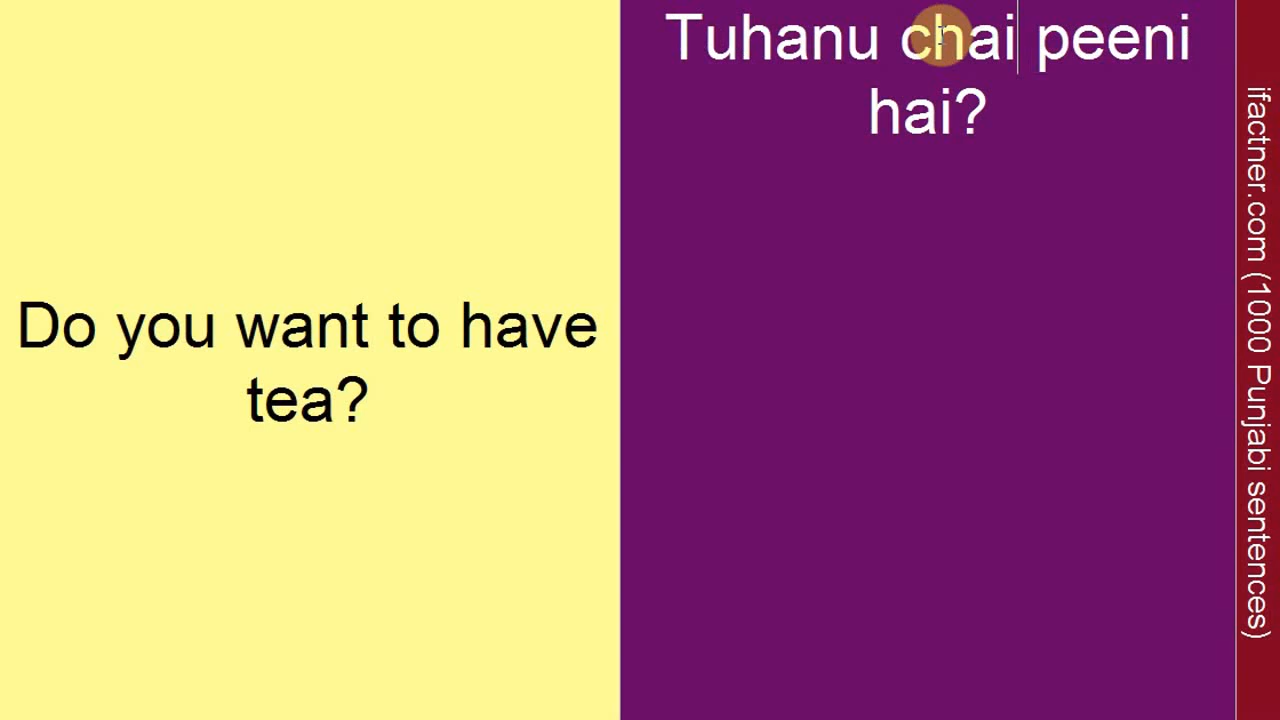 Do you want to have
tea?
Tuhanu chai peeni
hai?
ifactner.com (1000 Punjabi sentences)